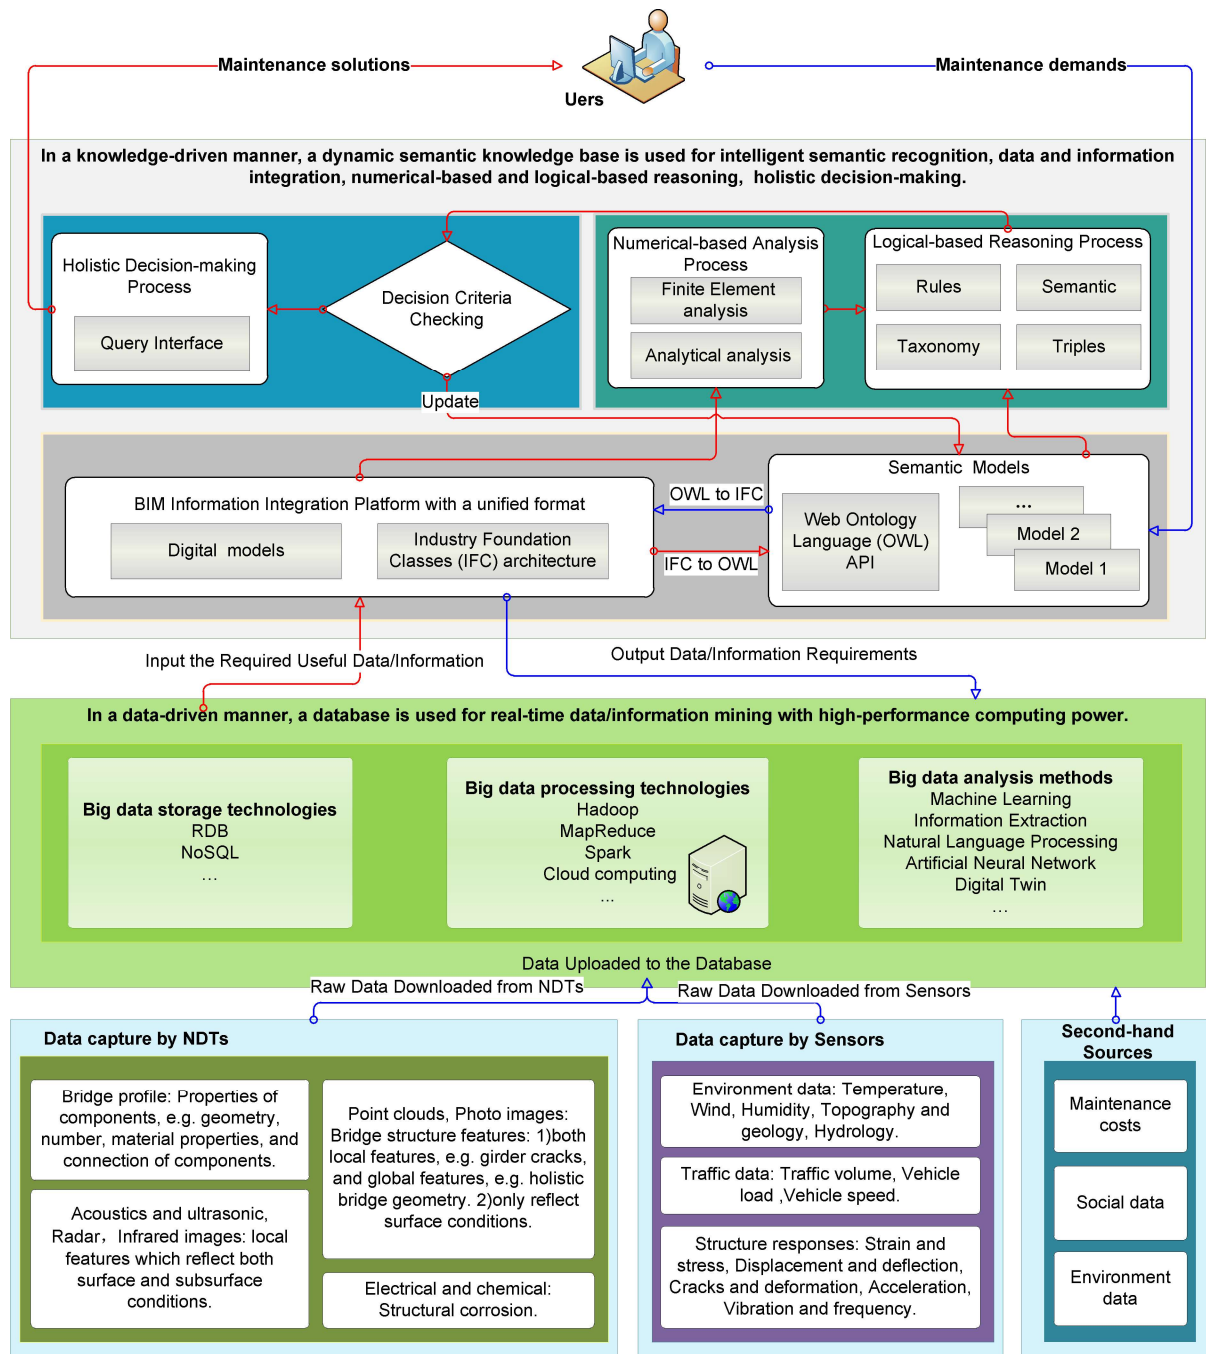 Maintenance solutions
Maintenance demands
Uers
In a knowledge-driven manner, a dynamic semantic knowledge base is used for intelligent semantic recognition, data and information
integration, numerical-based and logical-based reasoning, holistic decision-making.
Holistic Decision-making
Process
Query Interface
Decision Criteria
Checking
Update
Numerical-based Analysis
Process
Finite Element
analysis
Analytical analysis
Logical-based Reasoning Process
Rules
Semantic
Taxonomy
Triples
BIM Information Integration Platform with a unified format
Digital models
Industry Foundation
Classes (IFC) architecture
OWL to IFC
IFC to OWL
Semantic Models
Web Ontology
Language (OWL)
API
...
Model 2
Model 1
Input the Required Useful Data/Information
Output Data/Information Requirements
In a data-driven manner, a database is used for real-time data/information mining with high-performance computing power.
Big data storage technologies
RDB
NoSQL
...
Big data processing technologies
Hadoop
MapReduce
Spark
Cloud computing
...
Big data analysis methods
Machine Learning
Information Extraction
Natural Language Processing
Artificial Neural Network
Digital Twin
...
Data Uploaded to the Database
Raw Data Downloaded from NDTs
Raw Data Downloaded from Sensors
Data capture by NDTs
Bridge profile: Properties of
components, e.g. geometry,
number, material properties, and
connection of components.
Acoustics and ultrasonic,
Radar，Infrared images: local
features which reflect both
surface and subsurface
conditions.
Point clouds, Photo images:
Bridge structure features: 1)both
local features, e.g. girder cracks,
and global features, e.g. holistic
bridge geometry. 2)only reflect
surface conditions.
Electrical and chemical:
Structural corrosion.
Data capture by Sensors
Environment data: Temperature,
Wind, Humidity, Topography and
geology, Hydrology.
Traffic data: Traffic volume, Vehicle
load ,Vehicle speed.
Structure responses: Strain and
stress, Displacement and deflection,
Cracks and deformation, Acceleration,
Vibration and frequency.
Second-hand
Sources
Maintenance
costs
Social data
Environment
data